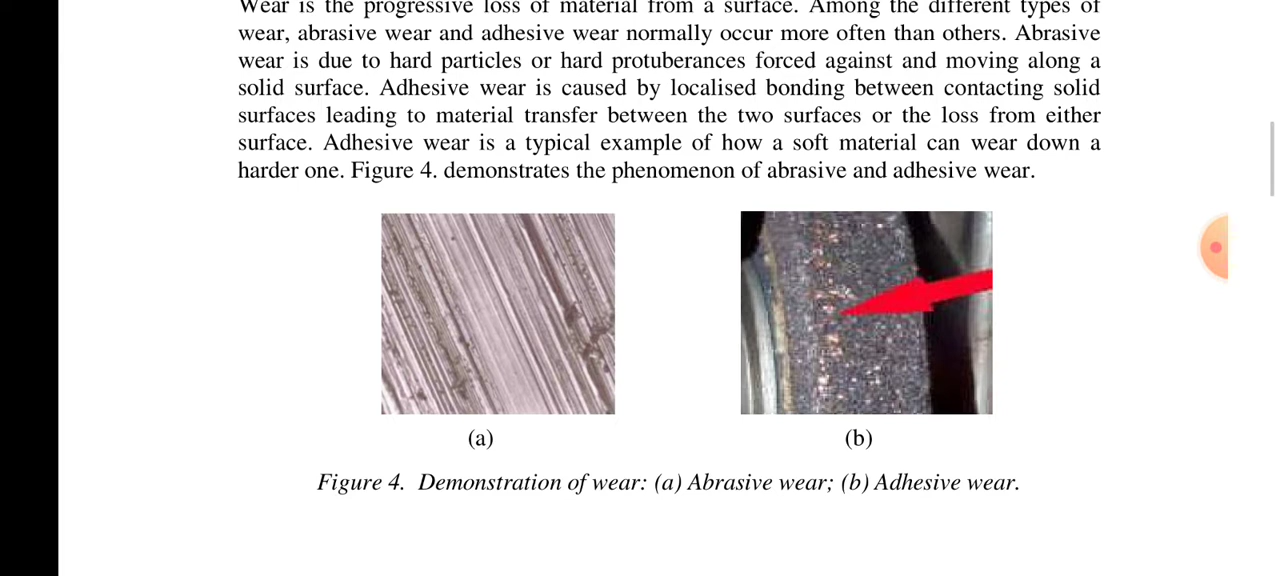 Wear is the progressive loss of material from a surface. Among the different types of
wear, abrasive wear and adhesive wear normally occur more often than others. Abrasive
wear is due to hard particles or hard protuberances forced against and moving along a
solid surface. Adhesive wear is caused by localised bonding between contacting solid
surfaces leading to material transfer between the two surfaces or the loss from either
surface. Adhesive wear is a typical example of how a soft material can wear down a
harder one. Figure 4. demonstrates the phenomenon of abrasive and adhesive wear.
(a) (b)
Figure 4. Demonstration of wear: (a) Abrasive wear; (b) Adhesive wear.